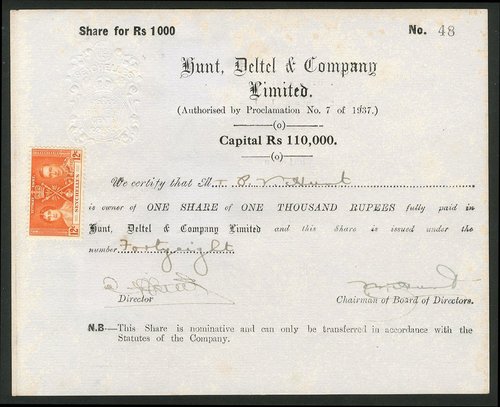 Share for Rs 1000
No. 48
Hunt, Deltel & Company
Limited.
(Authorised by Proclamation No. 7 of 1937.)
(o)
Capital Rs 110,000.
(o)
We certify that M
is owner of ONE SHARE of ONE THOUSAND RUPEES fully paid in
Hunt, Deltel & Company Limited and this Share is issued under the
number Forty eight
Director
Chairman of Board of Directors.
N.B—This Share is nominative and can only be transferred in accordance with the
Statutes of the Company.
SEYCHELLES